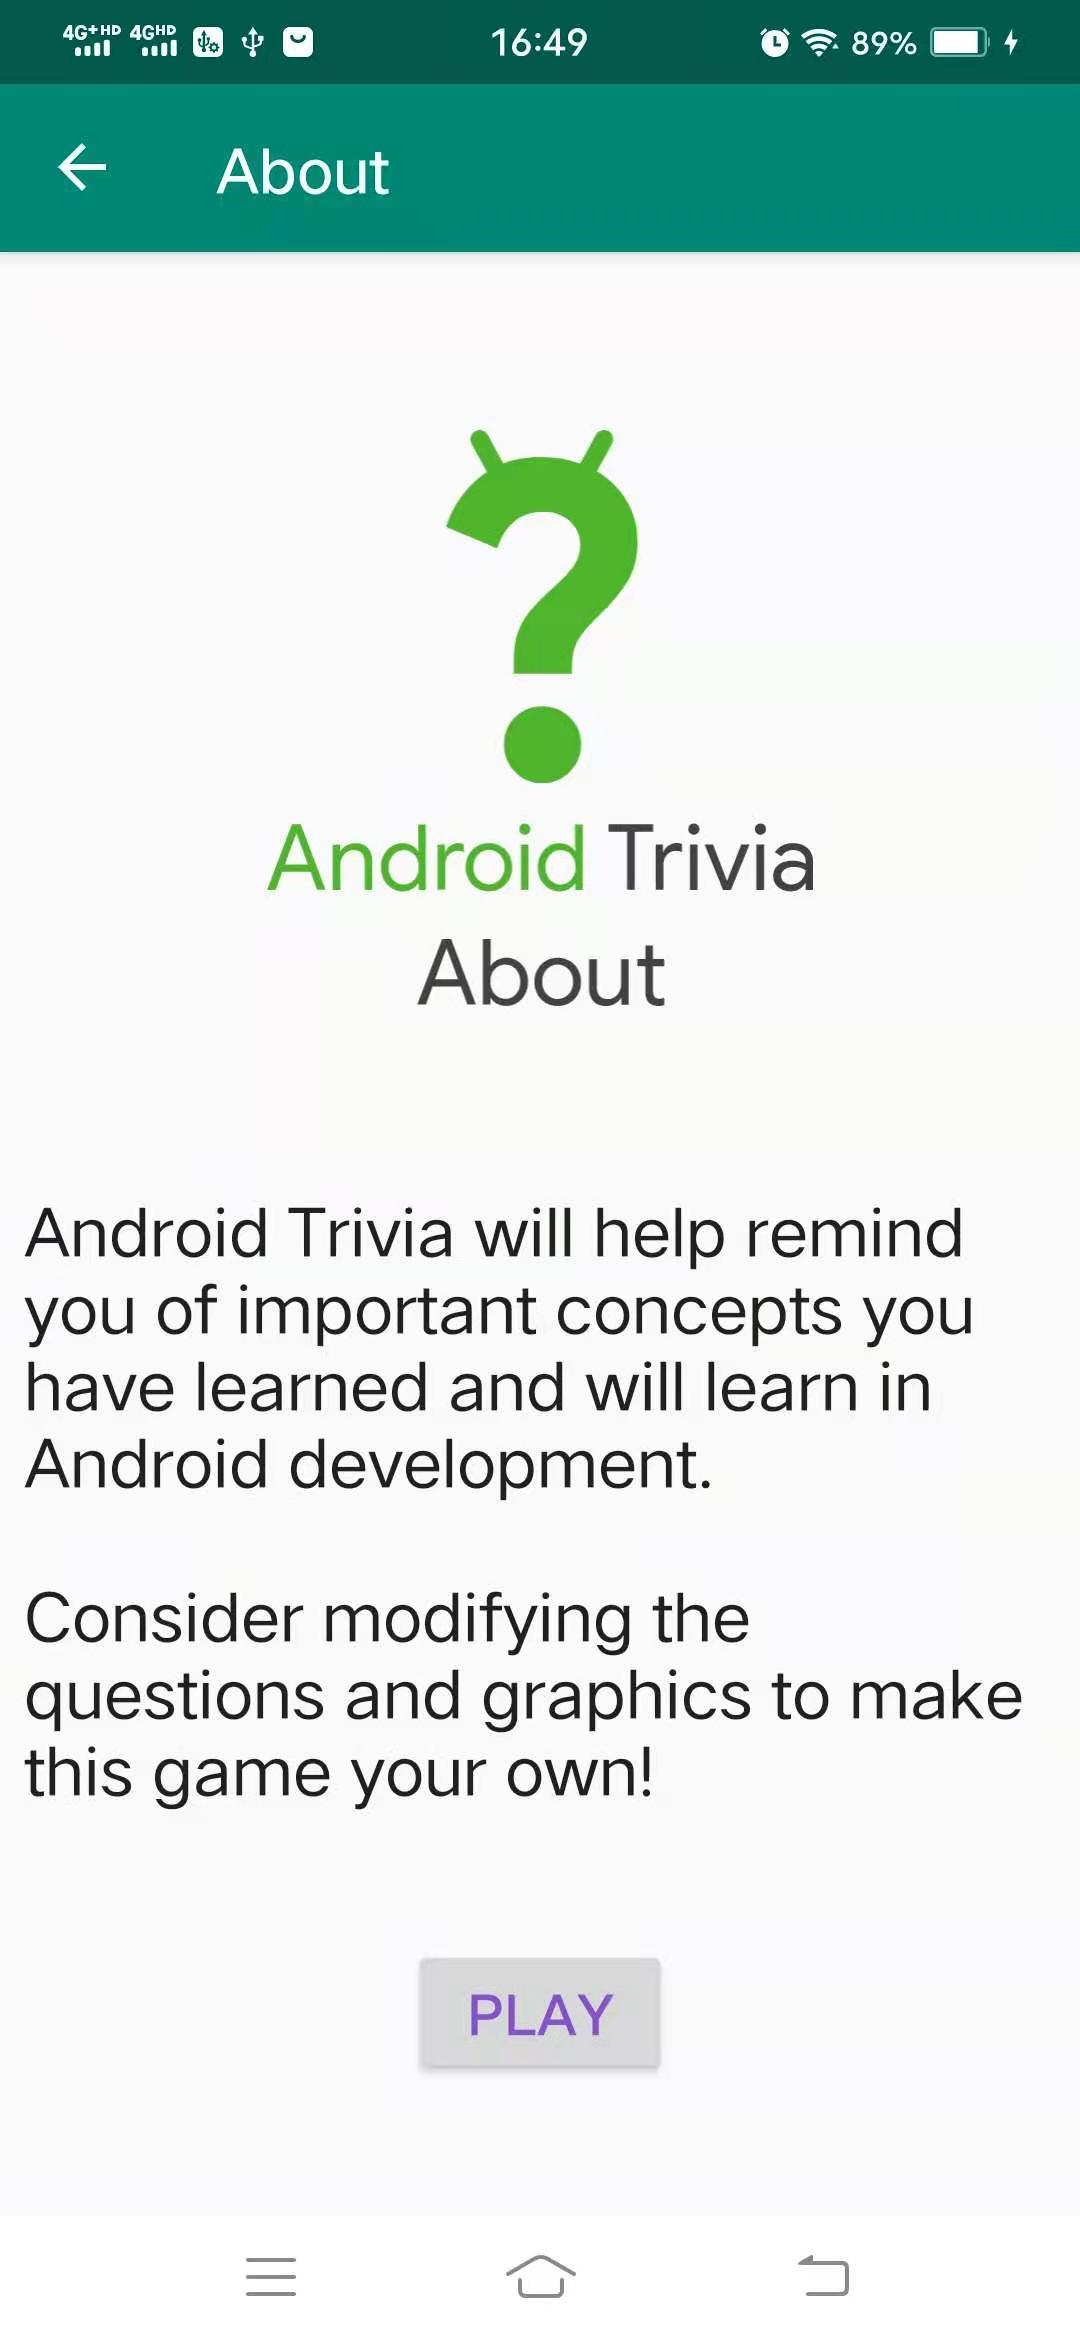 4G+HD 4GHD 16:49 89%
About
Android Trivia
About
Android Trivia will help remind
you of important concepts you
have learned and will learn in
Android development.
Consider modifying the
questions and graphics to make
this game your own!
PLAY